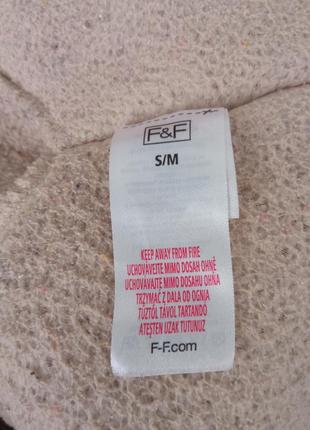 F&F
S/M
KEEP AWAY FROM FIRE
UCHOVÁVEJTE MIMO DOSAH OHNĚ
UCHOVÁVAJTE MIMO DOSAHU OHŇA
TRZYMAĆ Z DALA OD OGNIA
TŰZTŐL TÁVOL TARTANDÓ
ATEŞTEN UZAK TUTUNUZ
F-F.com